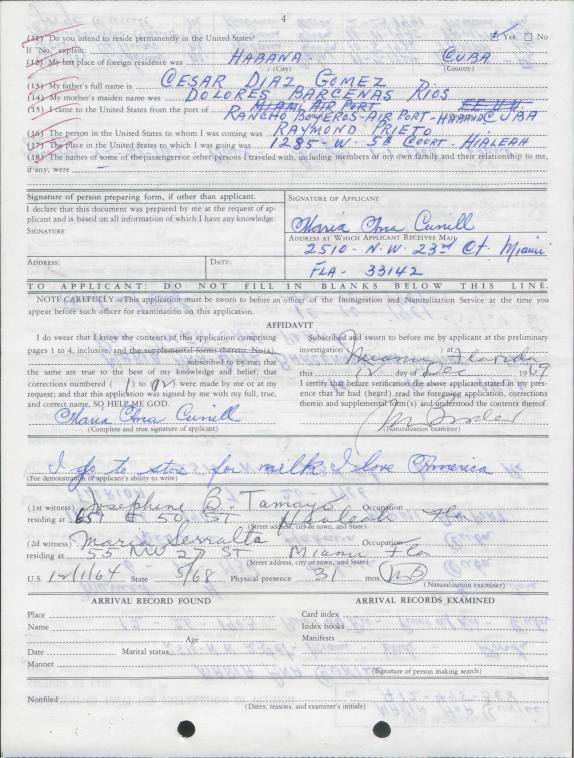 4
(11) Do you intend to reside permanently in the United States? Yes ☐ No
If "No," explain:
(12) My last place of foreign residence was HABANA - CUBA
(City) (Country)
(13) My father's full name is CESAR DIAZ GOMEZ
(14) My mother's maiden name was DOLORES BARCENAS RIOS
(15) I came to the United States from the port of MIAMI, AIR PORT
RANCHO BOYEROS-AIR PORT-HABANA CUBA
(16) The person in the United States to whom I was coming was RAYMOND PRIETO
(17) The place in the United States to which I was going was 1285-W. 5th COURT - HIALEAH
(18) The names of some of the passengers or other persons I traveled with, including members of my own family and their relationship to me,
if any, were
Signature of person preparing form, if other than applicant.
I declare that this document was prepared by me at the request of applicant and is based on all information of which I have any knowledge.
SIGNATURE
ADDRESS: DATE:
SIGNATURE OF APPLICANT
Maria Ana Cunill
ADDRESS AT WHICH APPLICANT RECEIVES MAIL
2510 - N.W. 23rd Ct. Miami
FLA - 33142
TO APPLICANT: DO NOT FILL IN BLANKS BELOW THIS LINE.
NOTE CAREFULLY.—This application must be sworn to before an officer of the Immigration and Naturalization Service at the time you
appear before such officer for examination on this application.
AFFIDAVIT
I do swear that I know the contents of this application comprising
pages 1 to 4, inclusive, and the supplemental forms thereto, No(s).
subscribed to by me; that
the same are true to the best of my knowledge and belief; that
corrections numbered ( 1 to 12 were made by me or at my
request; and that this application was signed by me with my full, true,
and correct name, SO HELP ME GOD.
Maria Ana Cunill
(Complete and true signature of applicant)
Subscribed and sworn to before me by applicant at the preliminary
investigation ( ) at Miami Florida
this 12 day of Dec 1969
I certify that before verification the above applicant stated in my presence
that he had (heard) read the foregoing application, corrections
therein and supplemental form(s) and understood the contents thereof.
(Naturalization examiner)
I go to stor for milk I love America
(For demonstration of applicant's ability to write)
(1st witness) Josephine B. Tamayo Occupation
residing at 657 E 50 ST Hialeah Fla
(Street address, city or town, and State)
(2d witness) Maria Serralta Occupation
residing at 55 NW 27 ST Miami Fla
(Street address, city or town, and State)
U.S. 12/1/64 State 5/68 Physical presence 31 mos. MB
(Naturalization examiner)
ARRIVAL RECORD FOUND
Place
Name
Age
Date Marital status
Manner
ARRIVAL RECORDS EXAMINED
Card index
Index books
Manifests
(Signature of person making search)
Nonfiled
(Dates, reasons, and examiner's initials)